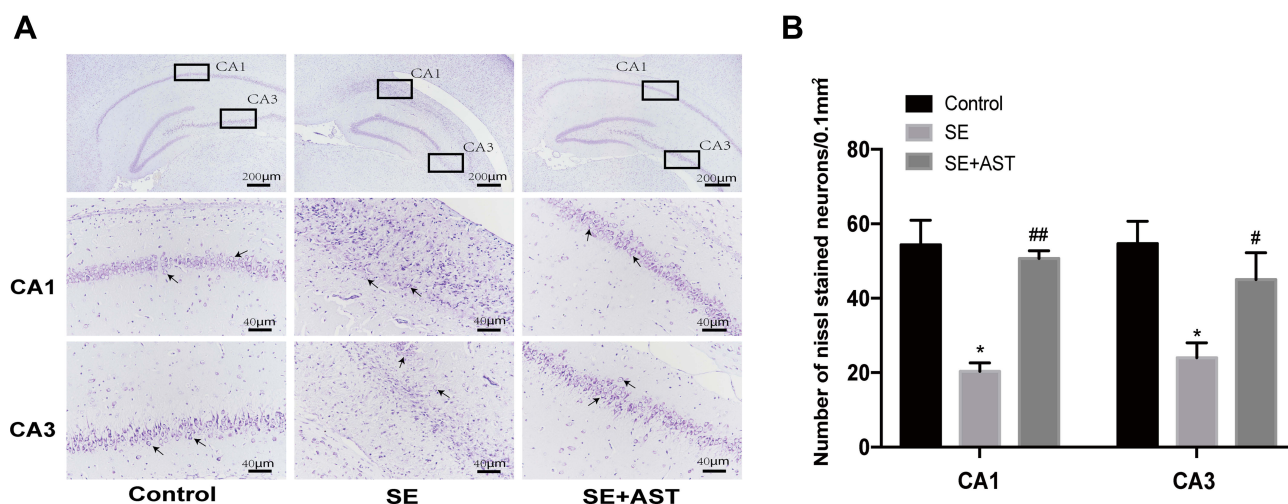 A
CA1
CA3
200μm
CA1
CA3
200μm
CA1
CA3
200μm
CA1
40μm
40μm
40μm
CA3
40μm
40μm
40μm
Control
SE
SE+AST
B
Number of nissl stained neurons/0.1mm²
Control
SE
SE+AST
80
60
40
20
0
*
##
*
#
CA1
CA3